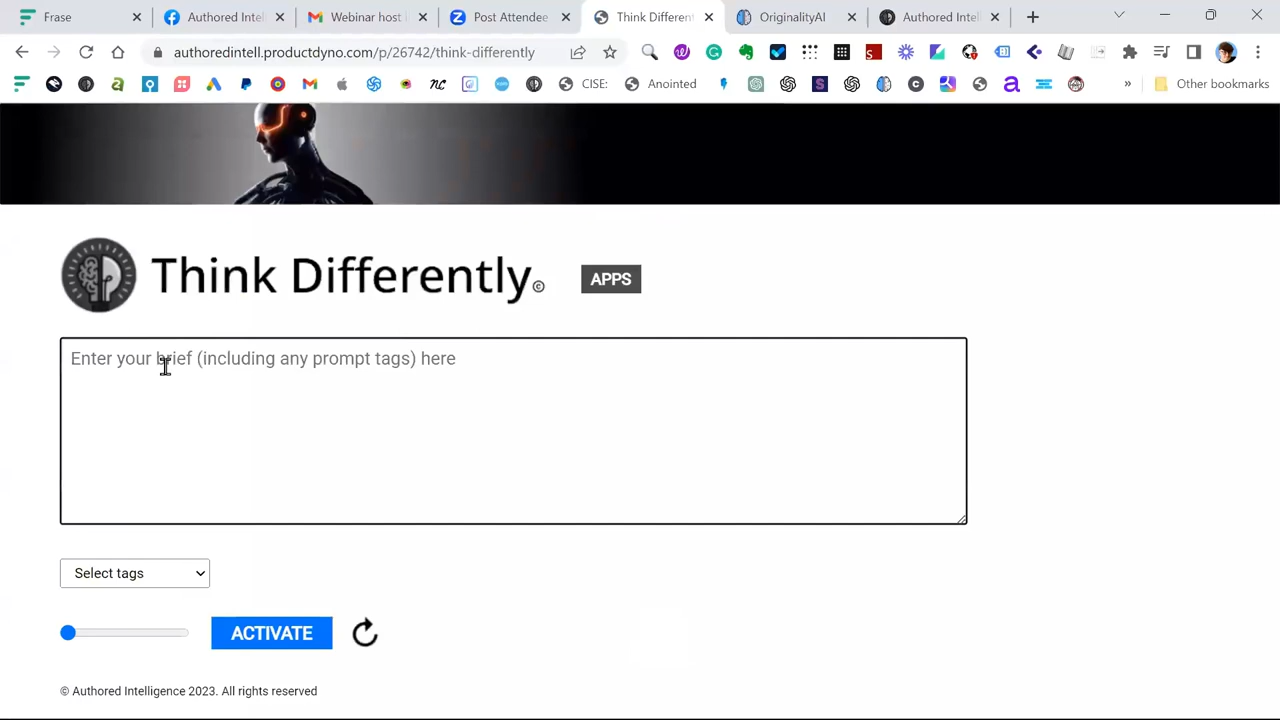 Frase
Authored Intel
Webinar host i
Post Attendee
Think Different
OriginalityAI
Authored Intel
authoredintell.productdyno.com/p/26742/think-differently
CISE:
Anointed
Other bookmarks
Think Differently©
APPS
Enter your brief (including any prompt tags) here
Select tags
ACTIVATE
© Authored Intelligence 2023. All rights reserved